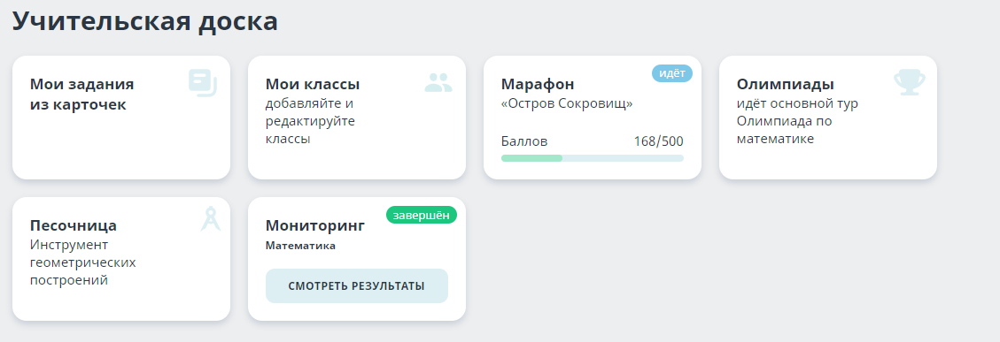 Учительская доска
Мои задания
из карточек
Мои классы
добавляйте и
редактируйте
классы
идёт
Марафон
«Остров Сокровищ»
Баллов 168/500
Олимпиады
идёт основной тур
Олимпиада по
математике
Песочница
Инструмент
геометрических
построений
завершён
Мониторинг
Математика
СМОТРЕТЬ РЕЗУЛЬТАТЫ